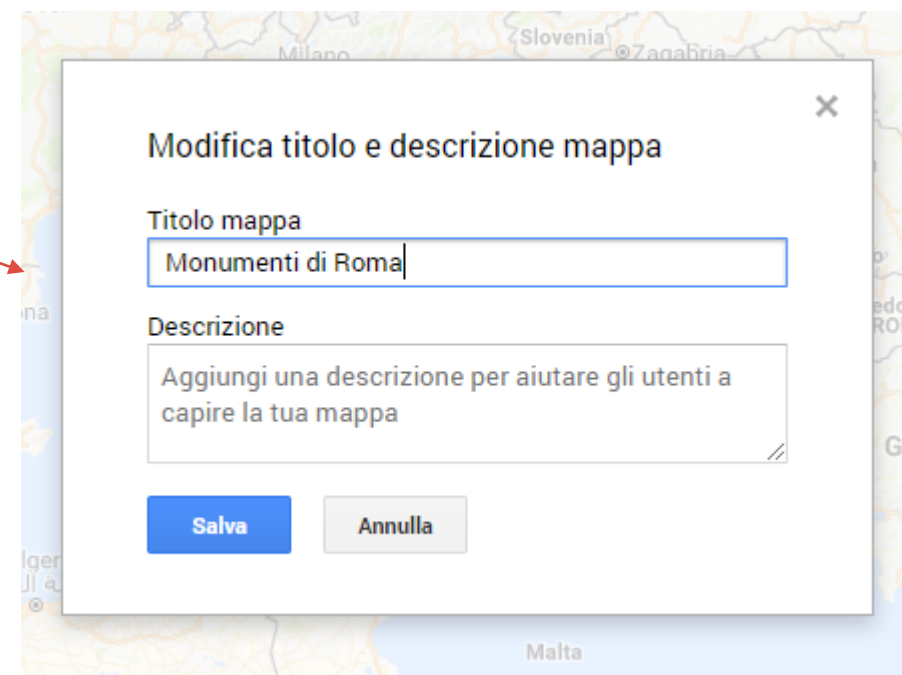 Slovenia
Milano
Zagabria
Modifica titolo e descrizione mappa
Titolo mappa
Monumenti di Roma
Descrizione
Aggiungi una descrizione per aiutare gli utenti a
capire la tua mappa
Salva
Annulla
Malta